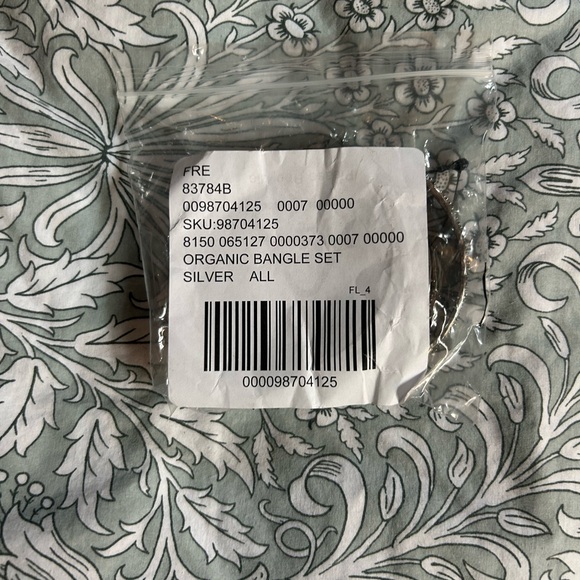 FRE
83784B
0098704125 0007 00000
SKU:98704125
8150 065127 0000373 0007 00000
ORGANIC BANGLE SET
SILVER ALL
FL_4
000098704125